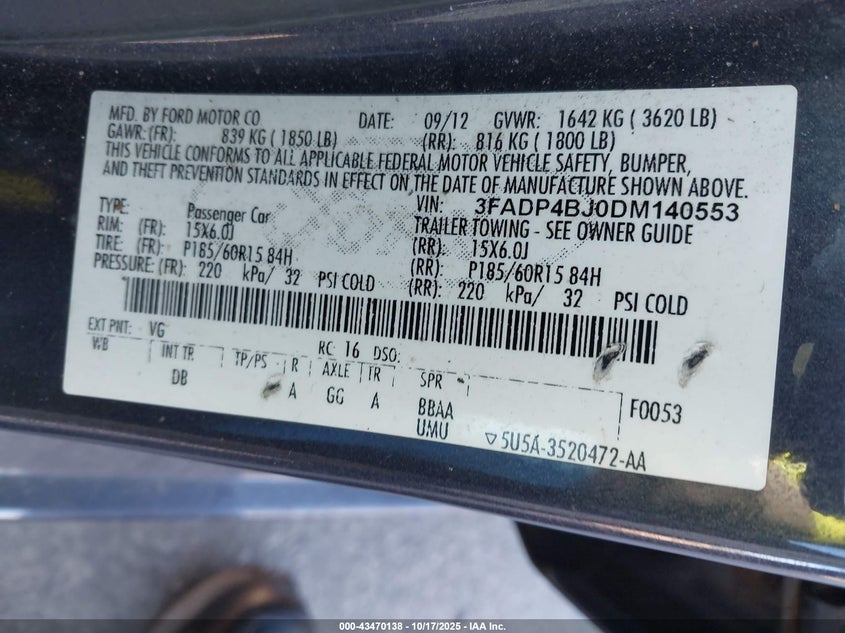 MFD. BY FORD MOTOR CO DATE: 09/12 GVWR: 1642 KG ( 3620 LB)
GAWR: (FR): 839 KG ( 1850 LB) (RR): 816 KG ( 1800 LB)
THIS VEHICLE CONFORMS TO ALL APPLICABLE FEDERAL MOTOR VEHICLE SAFETY, BUMPER,
AND THEFT PREVENTION STANDARDS IN EFFECT ON THE DATE OF MANUFACTURE SHOWN ABOVE.
VIN: 3FADP4BJ0DM140553
TYPE: Passenger Car TRAILER TOWING - SEE OWNER GUIDE
RIM: (FR): 15X6.0J (RR): 15X6.0J
TIRE: (FR): P185/60R15 84H (RR): P185/60R15 84H
PRESSURE: (FR): 220 kPa/ 32 PSI COLD (RR): 220 kPa/ 32 PSI COLD
EXT PNT: VG RC: 16 DSO:
WB INT TR TP/PS R AXLE TR SPR
DB A GG A BBAA F0053
UMU ▽5U5A-3520472-AA
000-43470138 - 10/17/2025 - IAA Inc.